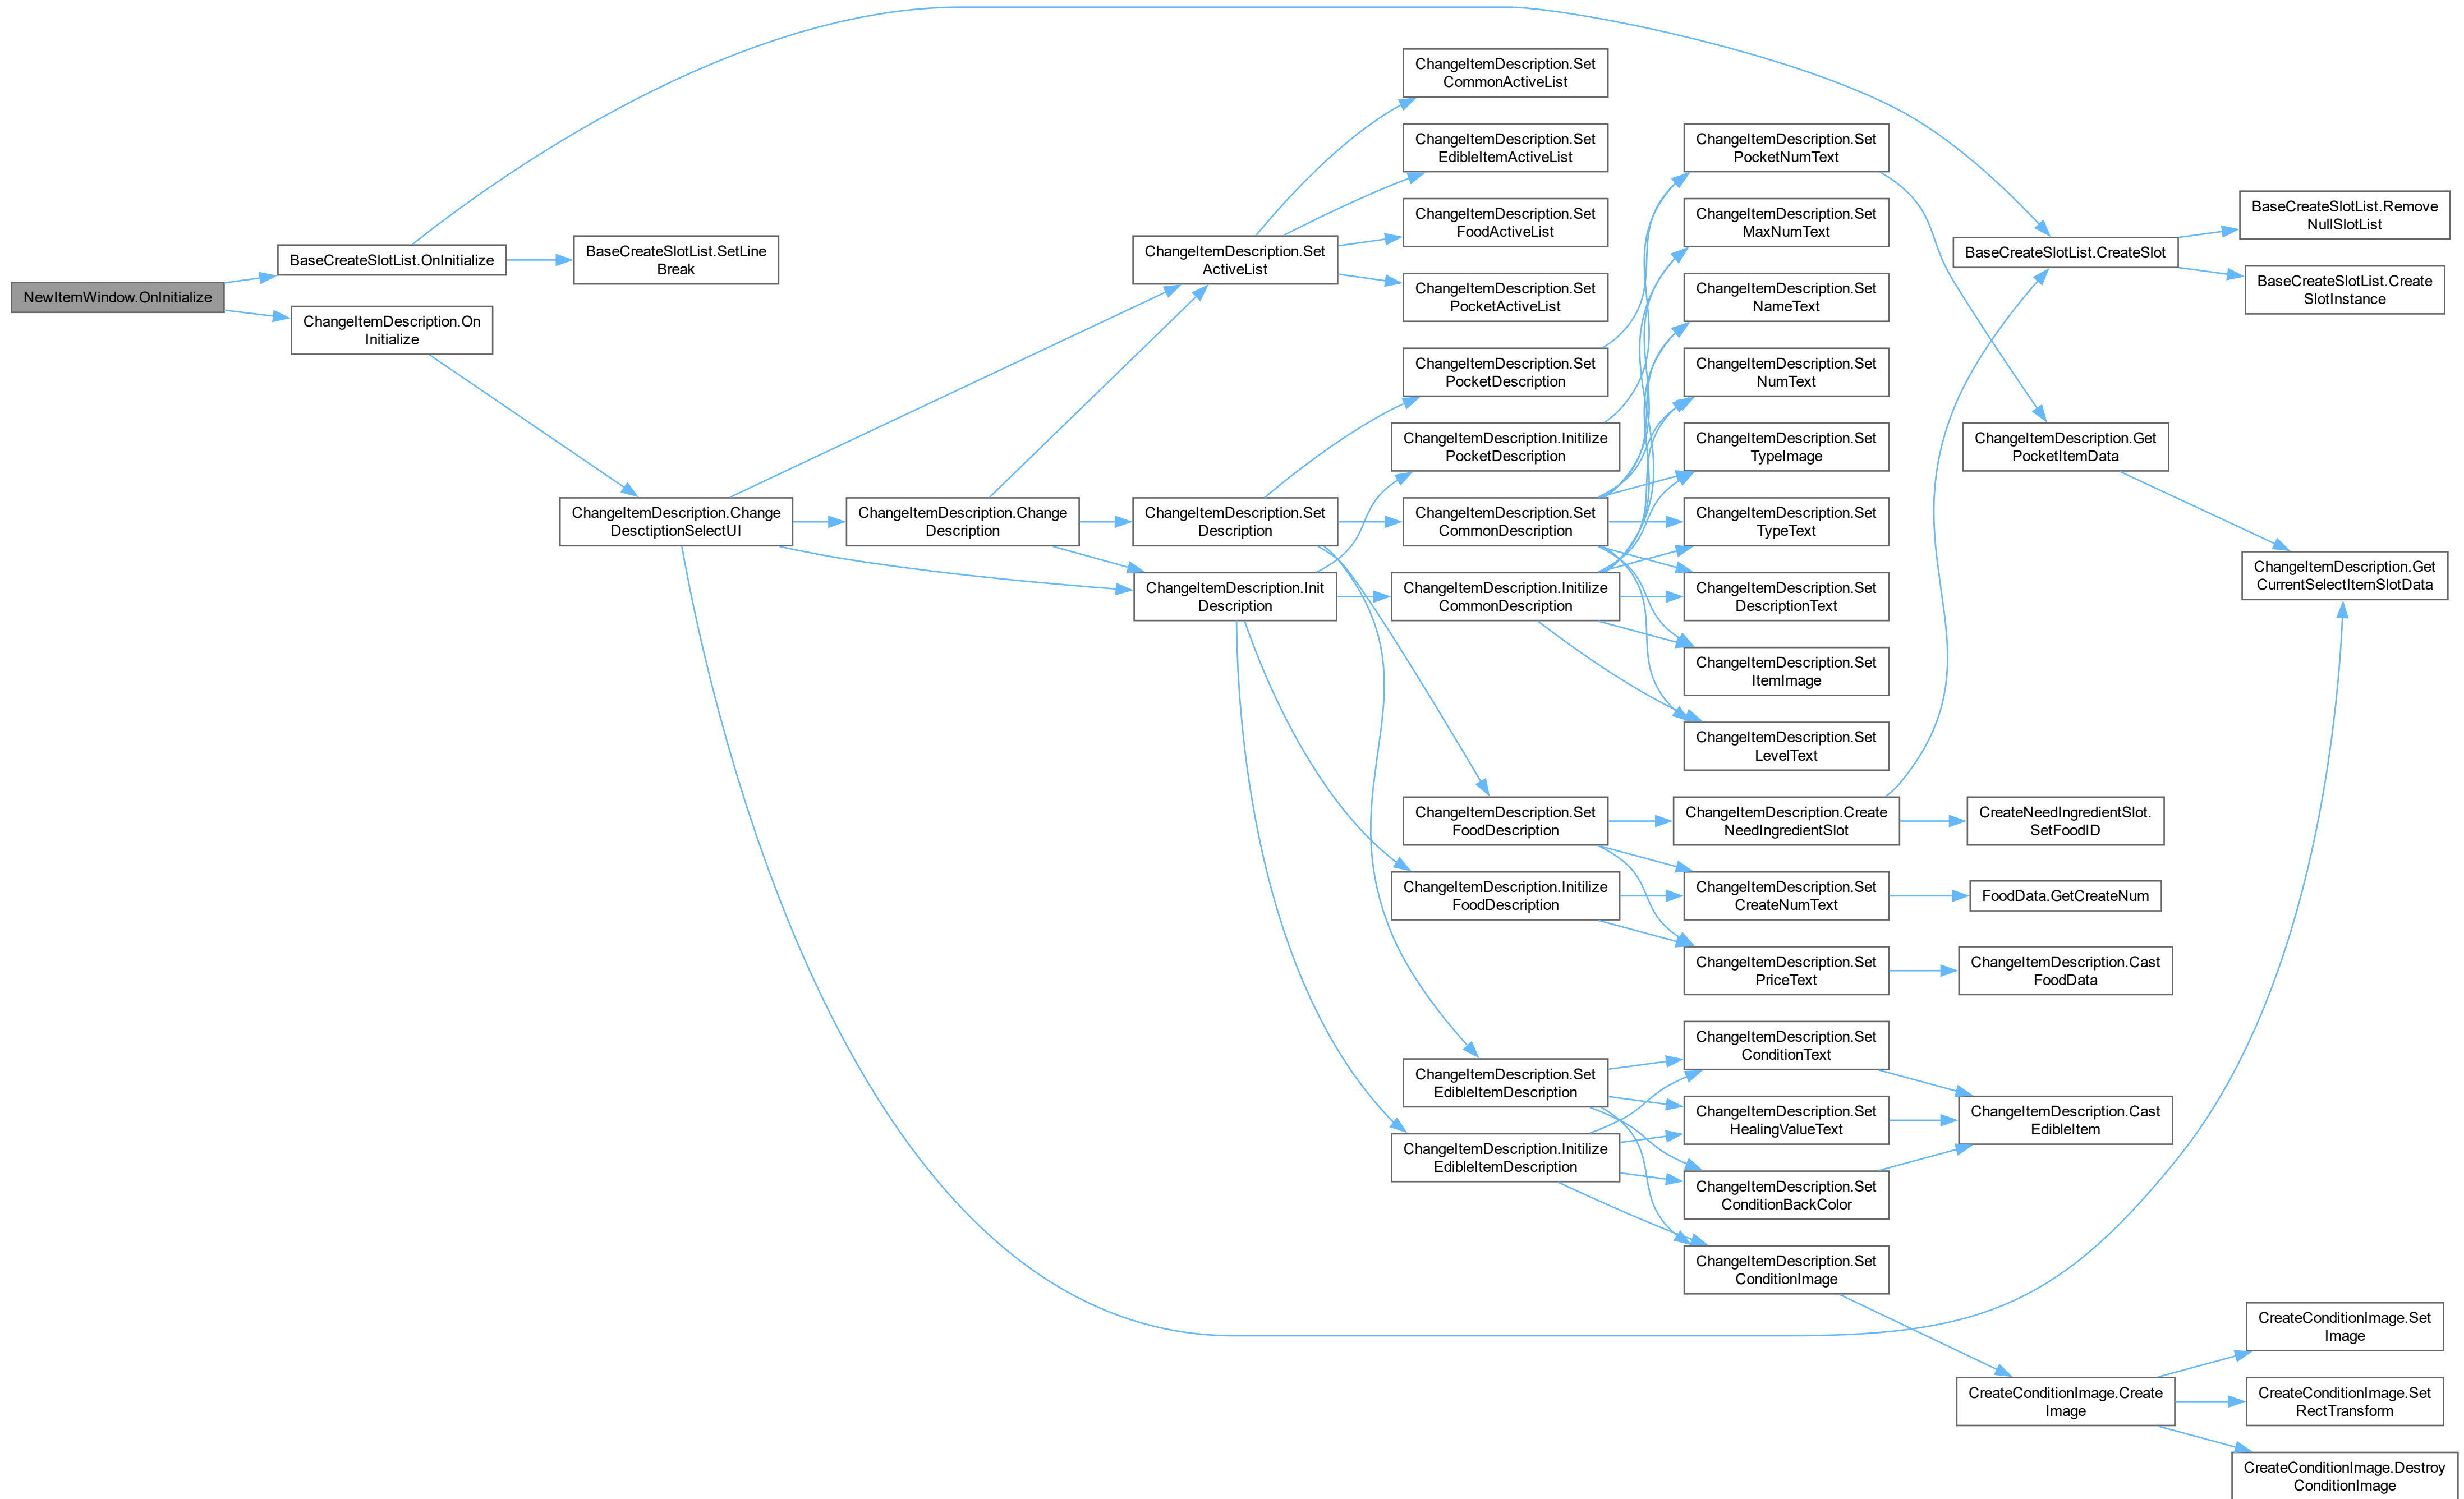 NewItemWindow.OnInitialize
BaseCreateSlotList.OnInitialize
ChangeItemDescription.On
Initialize
BaseCreateSlotList.SetLine
Break
ChangeItemDescription.Change
DesctiptionSelectUI
ChangeItemDescription.Change
Description
ChangeItemDescription.Set
ActiveList
ChangeItemDescription.Set
Description
ChangeItemDescription.Init
Description
ChangeItemDescription.Set
CommonActiveList
ChangeItemDescription.Set
EdibleItemActiveList
ChangeItemDescription.Set
FoodActiveList
ChangeItemDescription.Set
PocketActiveList
ChangeItemDescription.Set
PocketDescription
ChangeItemDescription.Initilize
PocketDescription
ChangeItemDescription.Set
CommonDescription
ChangeItemDescription.Initilize
CommonDescription
ChangeItemDescription.Set
FoodDescription
ChangeItemDescription.Initilize
FoodDescription
ChangeItemDescription.Set
EdibleItemDescription
ChangeItemDescription.Initilize
EdibleItemDescription
ChangeItemDescription.Set
PocketNumText
ChangeItemDescription.Set
MaxNumText
ChangeItemDescription.Set
NameText
ChangeItemDescription.Set
NumText
ChangeItemDescription.Set
TypeImage
ChangeItemDescription.Set
TypeText
ChangeItemDescription.Set
DescriptionText
ChangeItemDescription.Set
ItemImage
ChangeItemDescription.Set
LevelText
ChangeItemDescription.Create
NeedIngredientSlot
ChangeItemDescription.Set
CreateNumText
ChangeItemDescription.Set
PriceText
ChangeItemDescription.Set
ConditionText
ChangeItemDescription.Set
HealingValueText
ChangeItemDescription.Set
ConditionBackColor
ChangeItemDescription.Set
ConditionImage
BaseCreateSlotList.CreateSlot
ChangeItemDescription.Get
PocketItemData
CreateNeedIngredientSlot.
SetFoodID
FoodData.GetCreateNum
ChangeItemDescription.Cast
FoodData
ChangeItemDescription.Cast
EdibleItem
CreateConditionImage.Create
Image
BaseCreateSlotList.Remove
NullSlotList
BaseCreateSlotList.Create
SlotInstance
ChangeItemDescription.Get
CurrentSelectItemSlotData
CreateConditionImage.Set
Image
CreateConditionImage.Set
RectTransform
CreateConditionImage.Destroy
ConditionImage